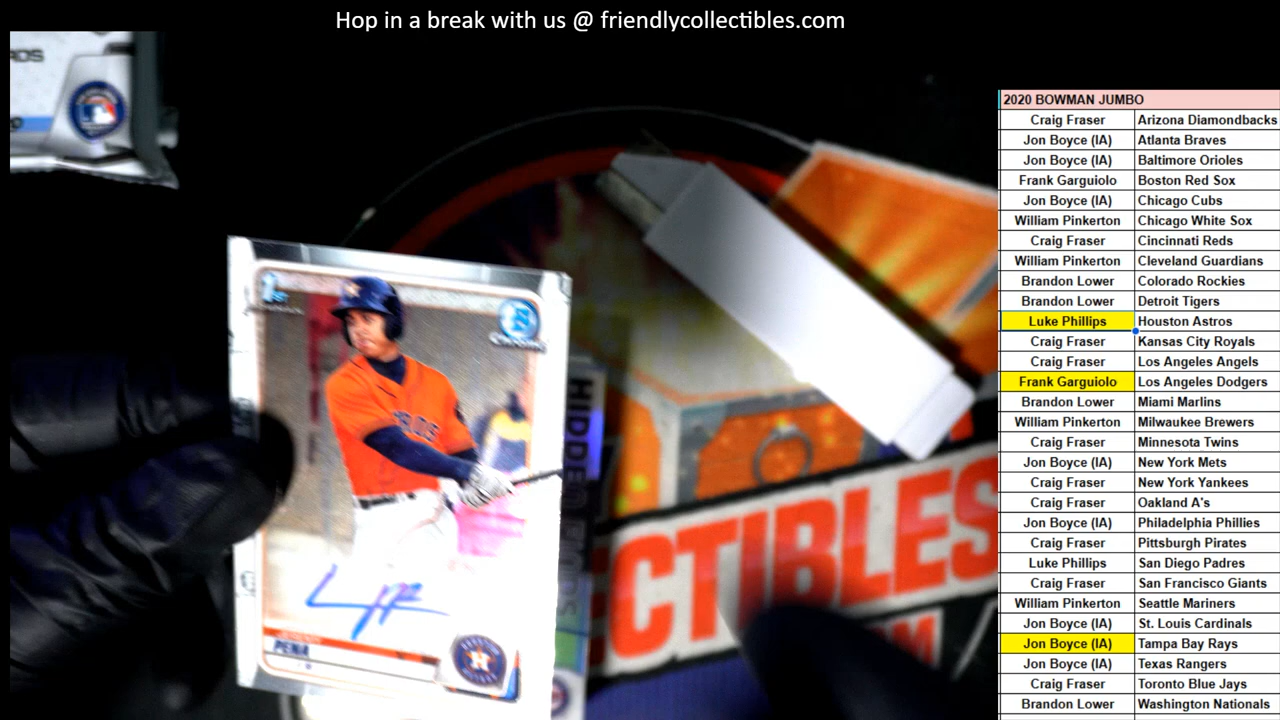 Hop in a break with us @ friendlycollectibles.com
2020 BOWMAN JUMBO
Craig Fraser Arizona Diamondbacks
Jon Boyce (IA) Atlanta Braves
Jon Boyce (IA) Baltimore Orioles
Frank Garguiolo Boston Red Sox
Jon Boyce (IA) Chicago Cubs
William Pinkerton Chicago White Sox
Craig Fraser Cincinnati Reds
William Pinkerton Cleveland Guardians
Brandon Lower Colorado Rockies
Brandon Lower Detroit Tigers
Luke Phillips Houston Astros
Craig Fraser Kansas City Royals
Craig Fraser Los Angeles Angels
Frank Garguiolo Los Angeles Dodgers
Brandon Lower Miami Marlins
William Pinkerton Milwaukee Brewers
Craig Fraser Minnesota Twins
Jon Boyce (IA) New York Mets
Craig Fraser New York Yankees
Craig Fraser Oakland A's
Jon Boyce (IA) Philadelphia Phillies
Craig Fraser Pittsburgh Pirates
Luke Phillips San Diego Padres
Craig Fraser San Francisco Giants
William Pinkerton Seattle Mariners
Jon Boyce (IA) St. Louis Cardinals
Jon Boyce (IA) Tampa Bay Rays
Jon Boyce (IA) Texas Rangers
Craig Fraser Toronto Blue Jays
Brandon Lower Washington Nationals
1ST
PENA
HIDDEN
ECTIBLES